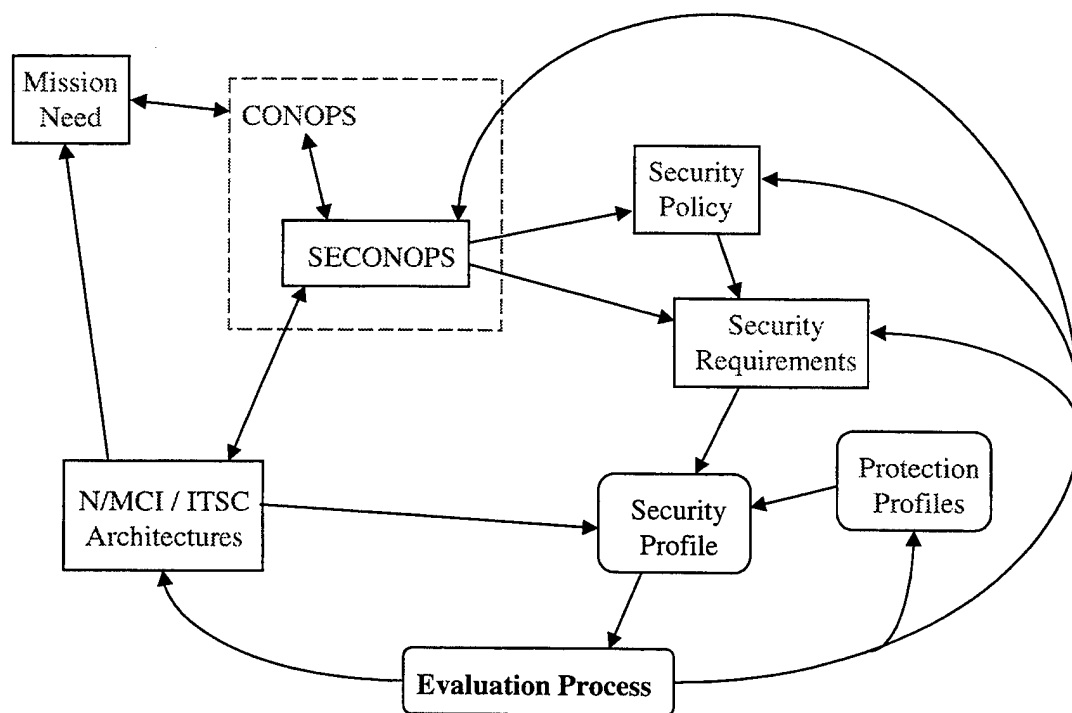 Mission
Need
CONOPS
SECONOPS
Security
Policy
Security
Requirements
N/MCI / ITSC
Architectures
Security
Profile
Protection
Profiles
Evaluation Process